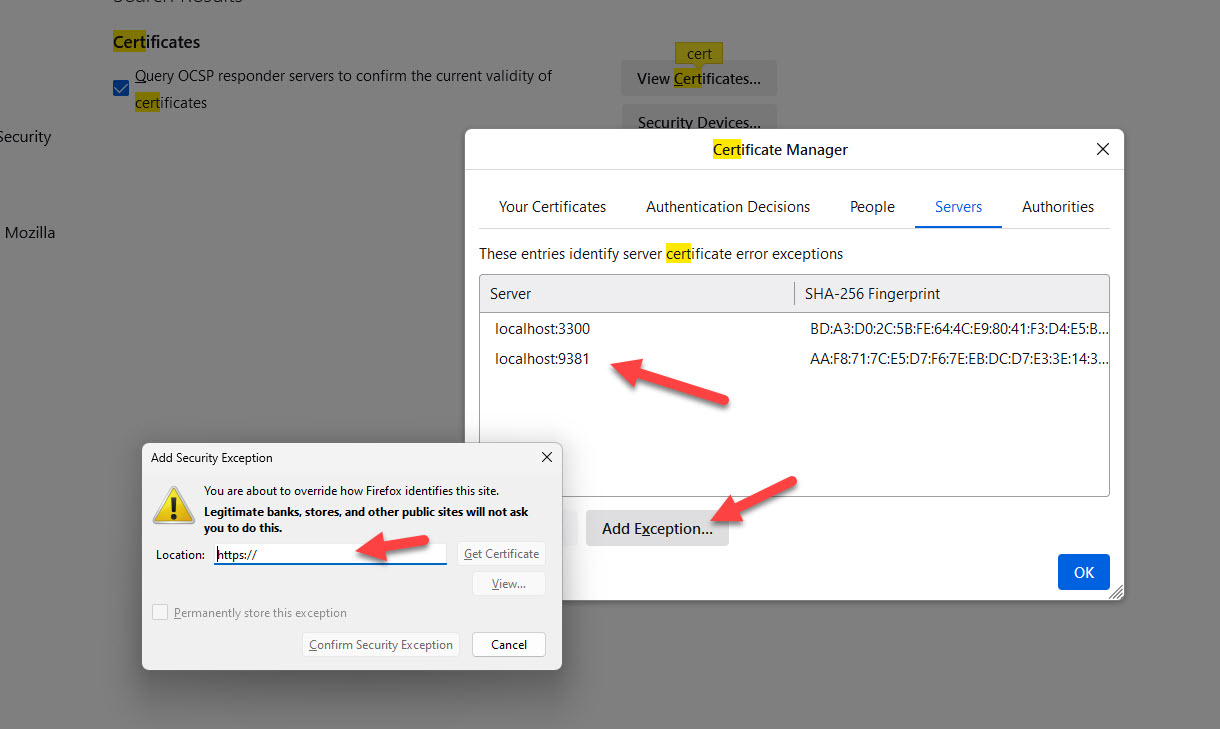 Search Results
Certificates
Query OCSP responder servers to confirm the current validity of
certificates
cert
View Certificates...
Security Devices...
Security
Mozilla
Certificate Manager
Your Certificates
Authentication Decisions
People
Servers
Authorities
These entries identify server certificate error exceptions
Server
SHA-256 Fingerprint
localhost:3300
BD:A3:D0:2C:5B:FE:64:4C:E9:80:41:F3:D4:E5:B...
localhost:9381
AA:F8:71:7C:E5:D7:F6:7E:EB:DC:D7:E3:3E:14:3...
Add Exception...
OK
Add Security Exception
You are about to override how Firefox identifies this site.
Legitimate banks, stores, and other public sites will not ask
you to do this.
Location:
https://
Get Certificate
View...
Permanently store this exception
Confirm Security Exception
Cancel